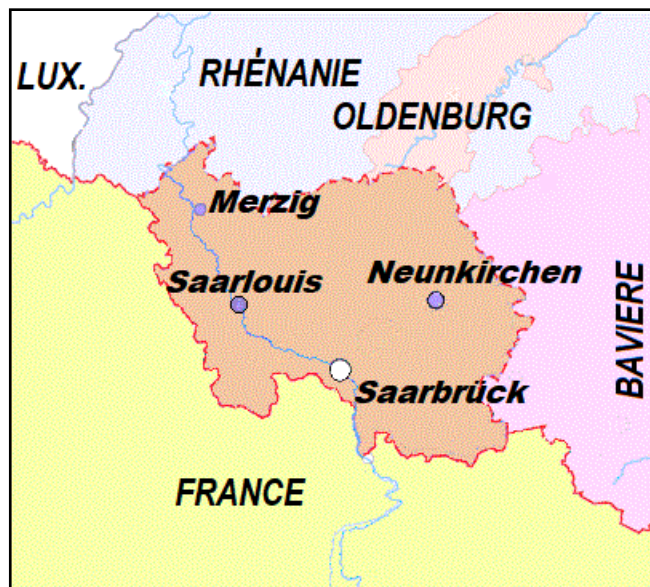 LUX.
RHÉNANIE
OLDENBURG
Merzig
Saarlouis
Neunkirchen
BAVIERE
Saarbrück
FRANCE